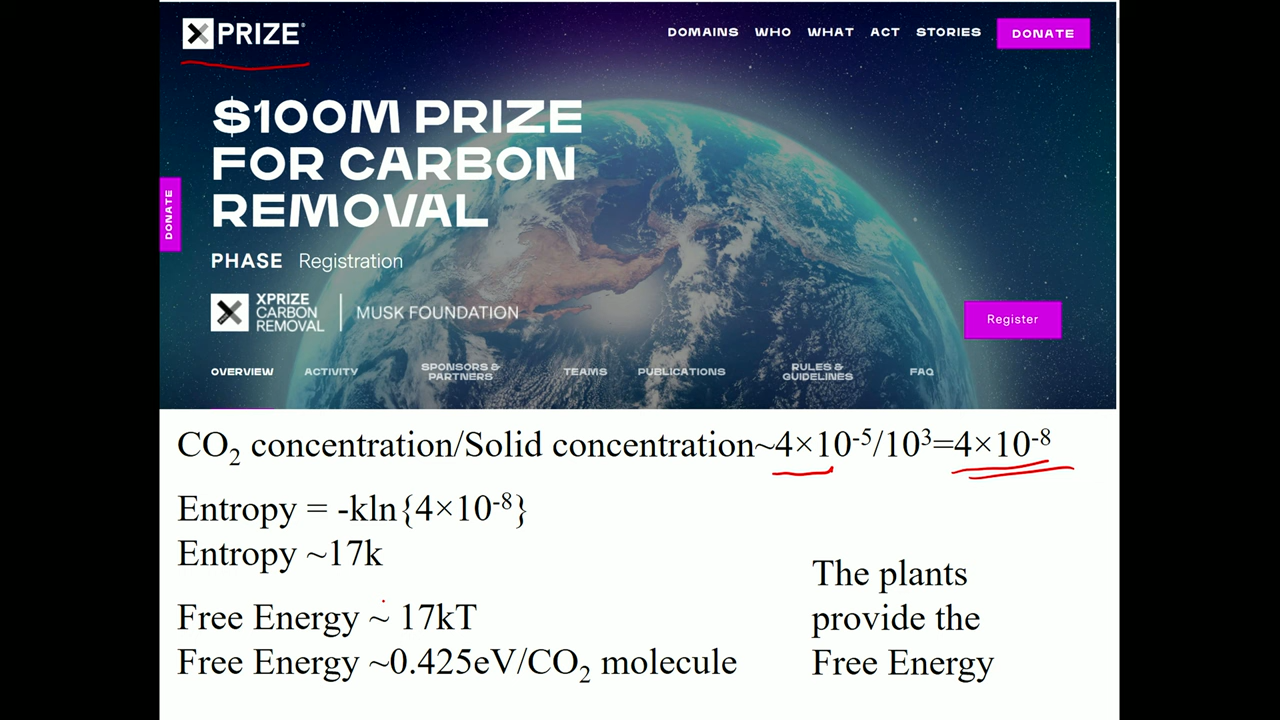 XPRIZE®
DOMAINS WHO WHAT ACT STORIES DONATE
$100M PRIZE
FOR CARBON
REMOVAL
DONATE
PHASE Registration
XPRIZE
CARBON
REMOVAL
MUSK FOUNDATION
Register
OVERVIEW ACTIVITY SPONSORS & PARTNERS TEAMS PUBLICATIONS RULES & GUIDELINES FAQ
CO₂ concentration/Solid concentration~4×10⁻⁵/10³=4×10⁻⁸
Entropy = -kln{4×10⁻⁸}
Entropy ~17k
Free Energy ~ 17kT
Free Energy ~0.425eV/CO₂ molecule
The plants
provide the
Free Energy